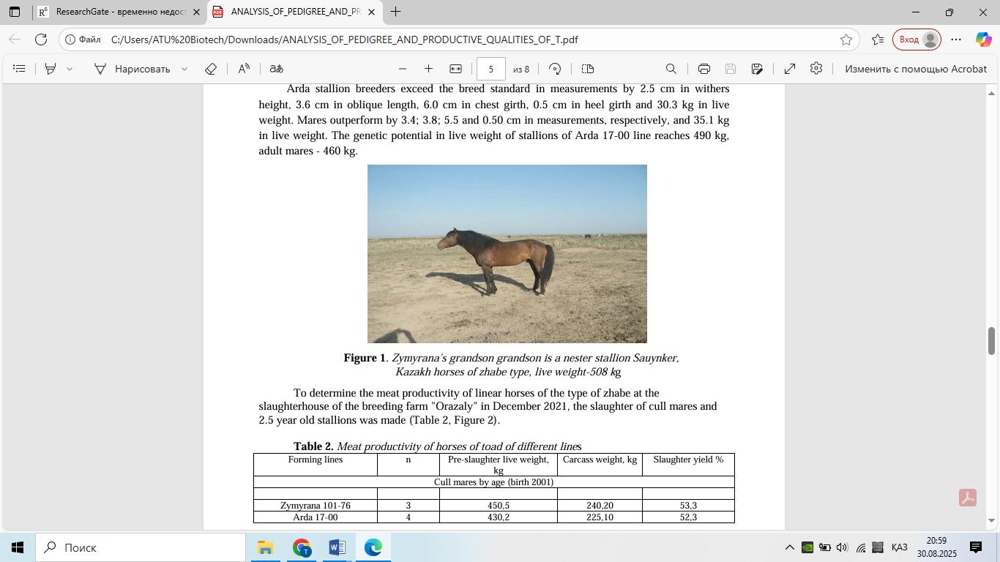 ResearchGate - временно недост
ANALYSIS_OF_PEDIGREE_AND_PR
Файл
C:/Users/ATU%20Biotech/Downloads/ANALYSIS_OF_PEDIGREE_AND_PRODUCTIVE_QUALITIES_OF_T.pdf
Вход
Нарисовать
аあ
5 из 8
Изменить с помощью Acrobat
Arda stallion breeders exceed the breed standard in measurements by 2.5 cm in withers
height, 3.6 cm in oblique length, 6.0 cm in chest girth, 0.5 cm in heel girth and 30.3 kg in live
weight. Mares outperform by 3.4; 3.8; 5.5 and 0.50 cm in measurements, respectively, and 35.1 kg
in live weight. The genetic potential in live weight of stallions of Arda 17-00 line reaches 490 kg,
adult mares - 460 kg.
Figure 1. Zymyrana's grandson grandson is a nester stallion Sauynker,
Kazakh horses of zhabe type, live weight-508 kg
To determine the meat productivity of linear horses of the type of zhabe at the
slaughterhouse of the breeding farm "Orazaly" in December 2021, the slaughter of cull mares and
2.5 year old stallions was made (Table 2, Figure 2).
Table 2. Meat productivity of horses of toad of different lines
Forming lines n Pre-slaughter live weight, kg Carcass weight, kg Slaughter yield %
Cull mares by age (birth 2001)
Zymyrana 101-76 3 450,5 240,20 53,3
Arda 17-00 4 430,2 225,10 52,3
Поиск
ҚАЗ
20:59
30.08.2025